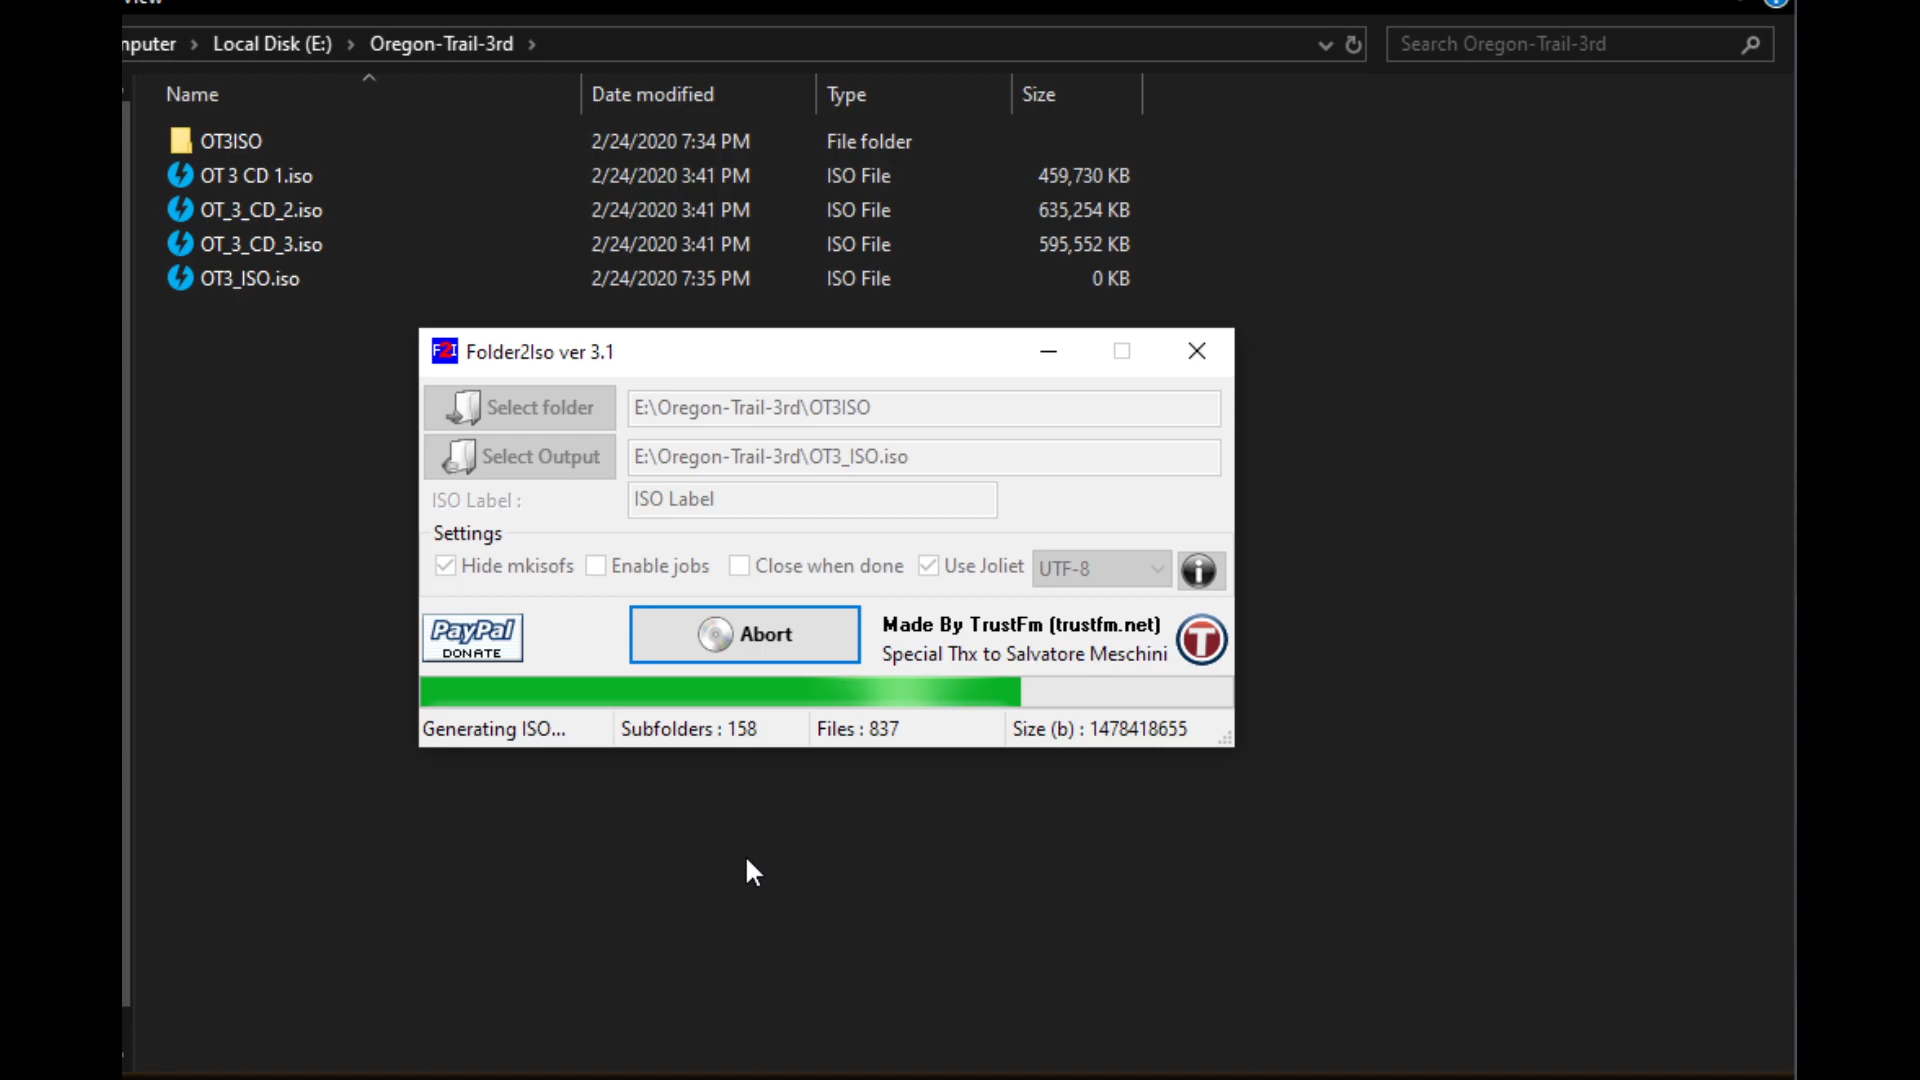 View
mputer > Local Disk (E:) > Oregon-Trail-3rd >
Search Oregon-Trail-3rd
Name Date modified Type Size
OT3ISO 2/24/2020 7:34 PM File folder
OT 3 CD 1.iso 2/24/2020 3:41 PM ISO File 459,730 KB
OT_3_CD_2.iso 2/24/2020 3:41 PM ISO File 635,254 KB
OT_3_CD_3.iso 2/24/2020 3:41 PM ISO File 595,552 KB
OT3_ISO.iso 2/24/2020 7:35 PM ISO File 0 KB
F2I Folder2Iso ver 3.1
Select folder E:\Oregon-Trail-3rd\OT3ISO
Select Output E:\Oregon-Trail-3rd\OT3_ISO.iso
ISO Label : ISO Label
Settings
Hide mkisofs Enable jobs Close when done Use Joliet UTF-8
PayPal
DONATE
Abort
Made By TrustFm (trustfm.net)
Special Thx to Salvatore Meschini
T
Generating ISO... Subfolders : 158 Files : 837 Size (b) : 1478418655